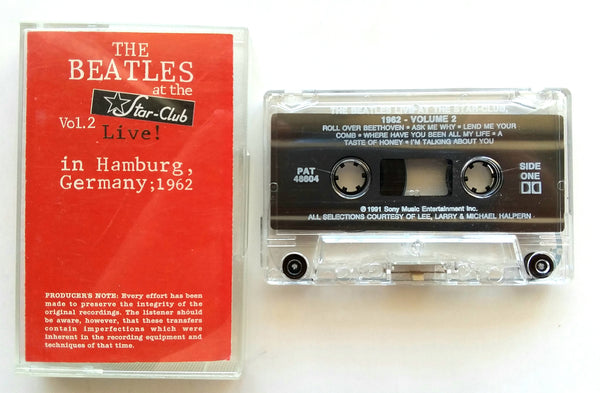 THE
BEATLES
at the
Star-Club
Vol.2
Live!
in Hamburg,
Germany;1962
PRODUCER'S NOTE: Every effort has been
made to preserve the integrity of the
original recordings. The listener should
be aware, however, that these transfers
contain imperfections which were
inherent in the recording equipment and
techniques of that time.
THE BEATLES LIVE AT THE STAR-CLUB
1962 - VOLUME 2
ROLL OVER BEETHOVEN • ASK ME WHY • LEND ME YOUR
COMB • WHERE HAVE YOU BEEN ALL MY LIFE • A
TASTE OF HONEY • I'M TALKING ABOUT YOU
PAT
48604
SIDE
ONE
℗ 1991 Sony Music Entertainment Inc.
ALL SELECTIONS COURTESY OF LEE, LARRY & MICHAEL HALPERN